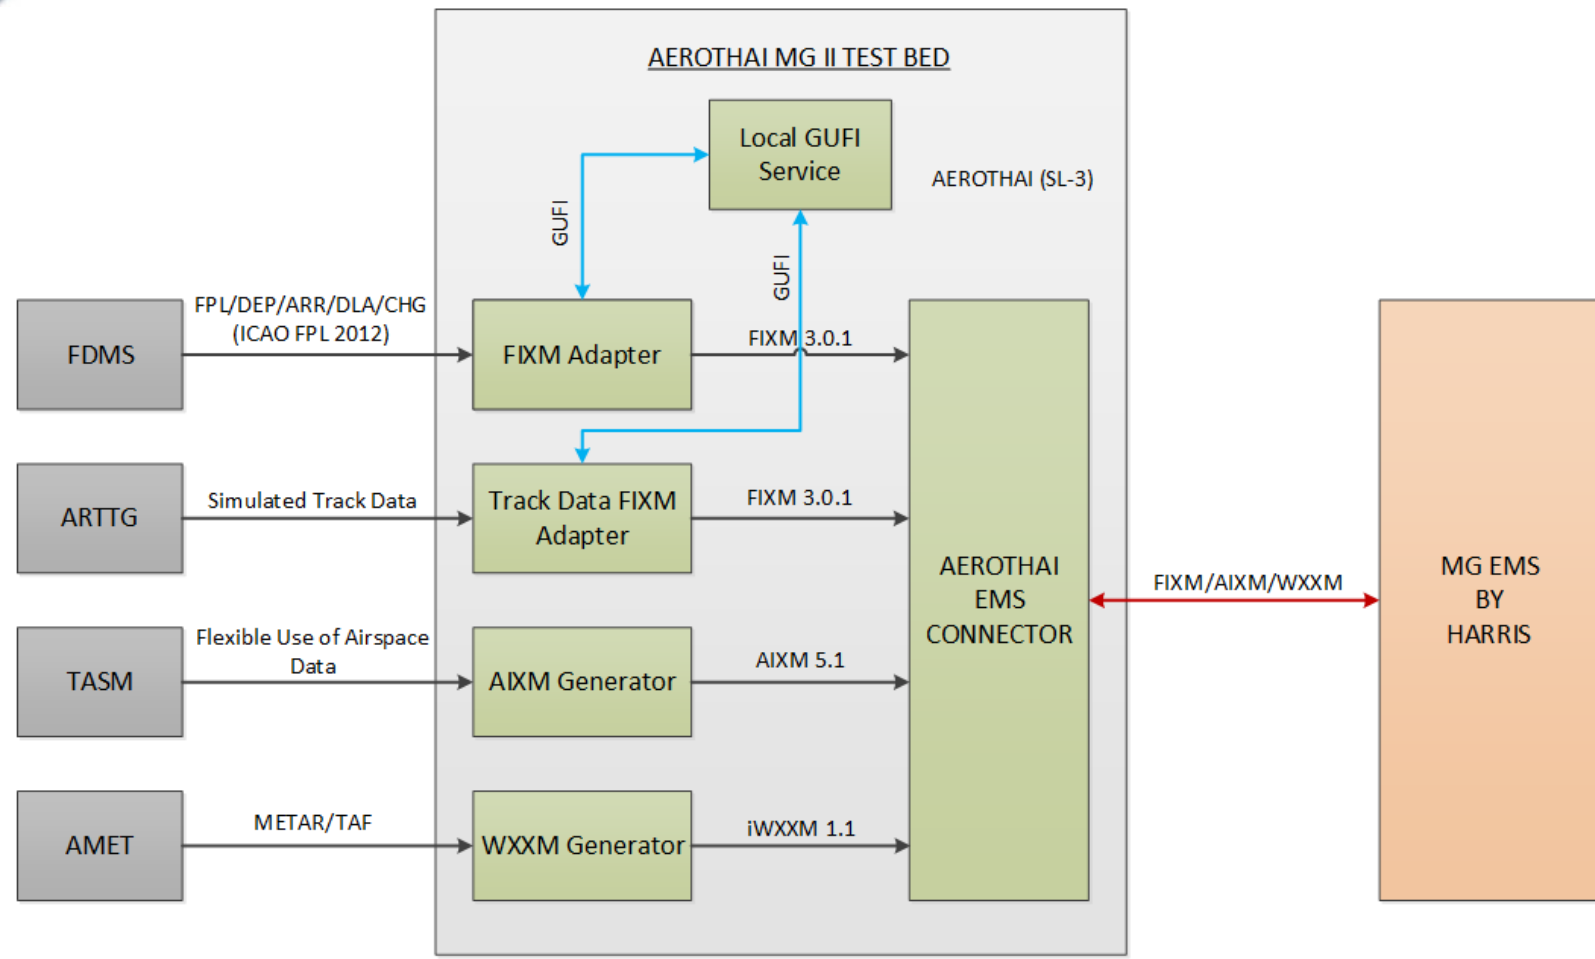 AEROTHAI MG II TEST BED
Local GUFI
Service
AEROTHAI (SL-3)
GUFI
GUFI
FDMS
FPL/DEP/ARR/DLA/CHG
(ICAO FPL 2012)
FIXM Adapter
FIXM 3.0.1
ARTTG
Simulated Track Data
Track Data FIXM
Adapter
FIXM 3.0.1
TASM
Flexible Use of Airspace
Data
AIXM Generator
AIXM 5.1
AMET
METAR/TAF
WXXM Generator
iWXXM 1.1
AEROTHAI
EMS
CONNECTOR
FIXM/AIXM/WXXM
MG EMS
BY
HARRIS